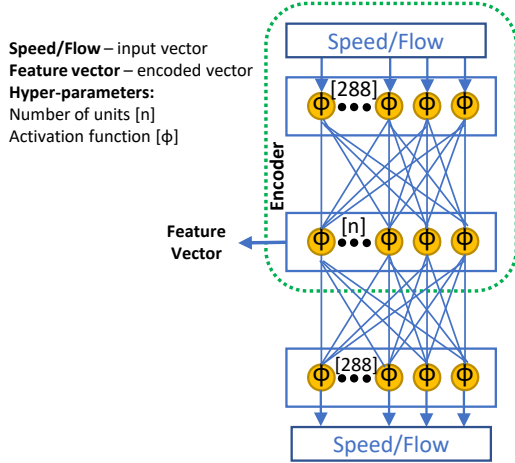 Speed/Flow – input vector
Feature vector – encoded vector
Hyper-parameters:
Number of units [n]
Activation function [ϕ]
Speed/Flow
[288]
ϕ ϕ ϕ ϕ
Encoder
[n]
ϕ ϕ ϕ ϕ
Feature
Vector
[288]
ϕ ϕ ϕ ϕ
Speed/Flow